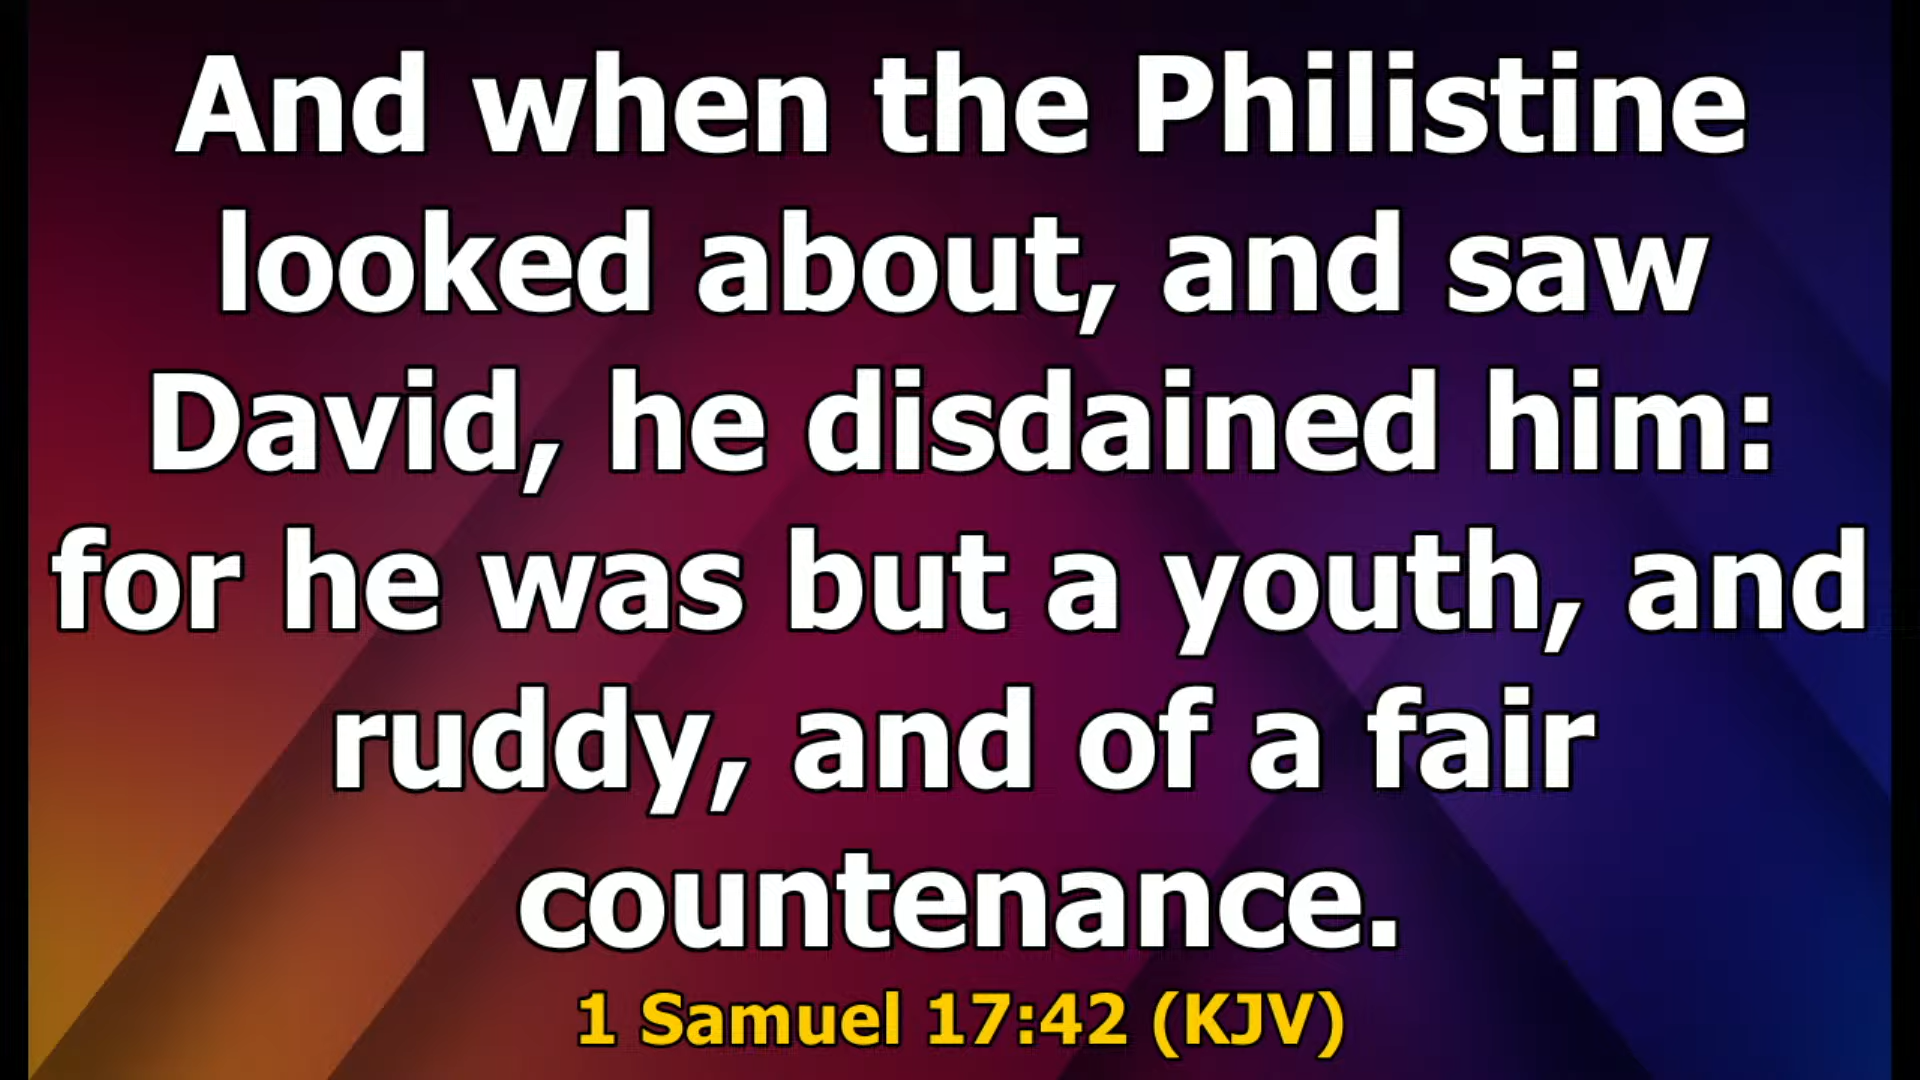 And when the Philistine
looked about, and saw
David, he disdained him:
for he was but a youth, and
ruddy, and of a fair
countenance.
1 Samuel 17:42 (KJV)